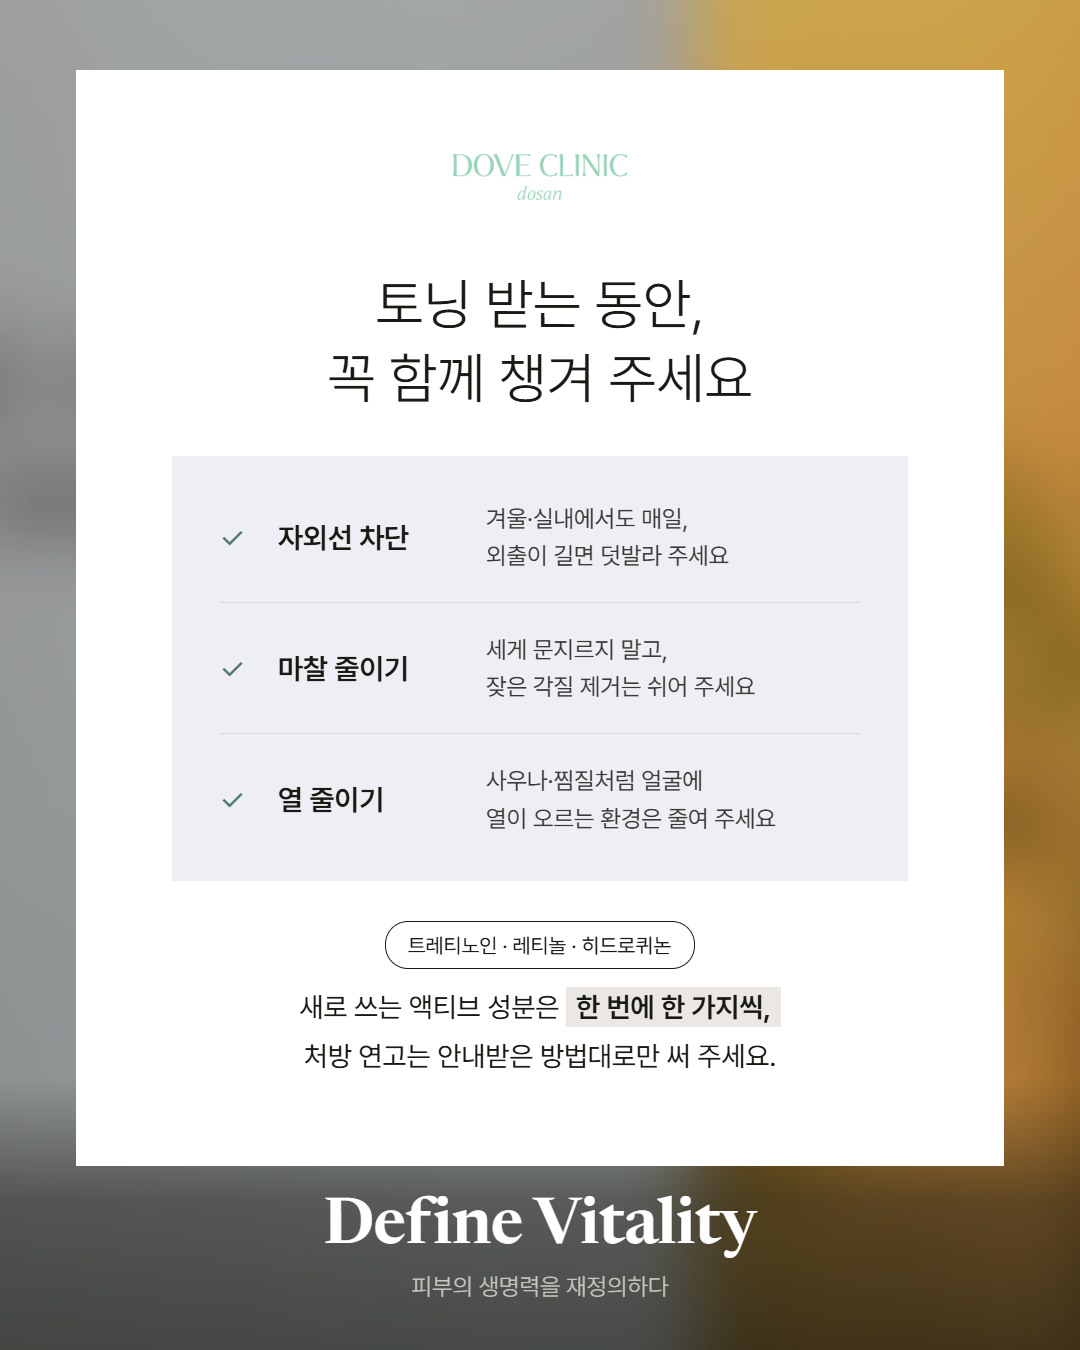 DOVE CLINIC
dosan
토닝 받는 동안,
꼭 함께 챙겨 주세요
자외선 차단
겨울·실내에서도 매일,
외출이 길면 덧발라 주세요
마찰 줄이기
세게 문지르지 말고,
잦은 각질 제거는 쉬어 주세요
열 줄이기
사우나·찜질처럼 얼굴에
열이 오르는 환경은 줄여 주세요
트레티노인 · 레티놀 · 히드로퀴논
새로 쓰는 액티브 성분은 한 번에 한 가지씩,
처방 연고는 안내받은 방법대로만 써 주세요.
Define Vitality
피부의 생명력을 재정의하다